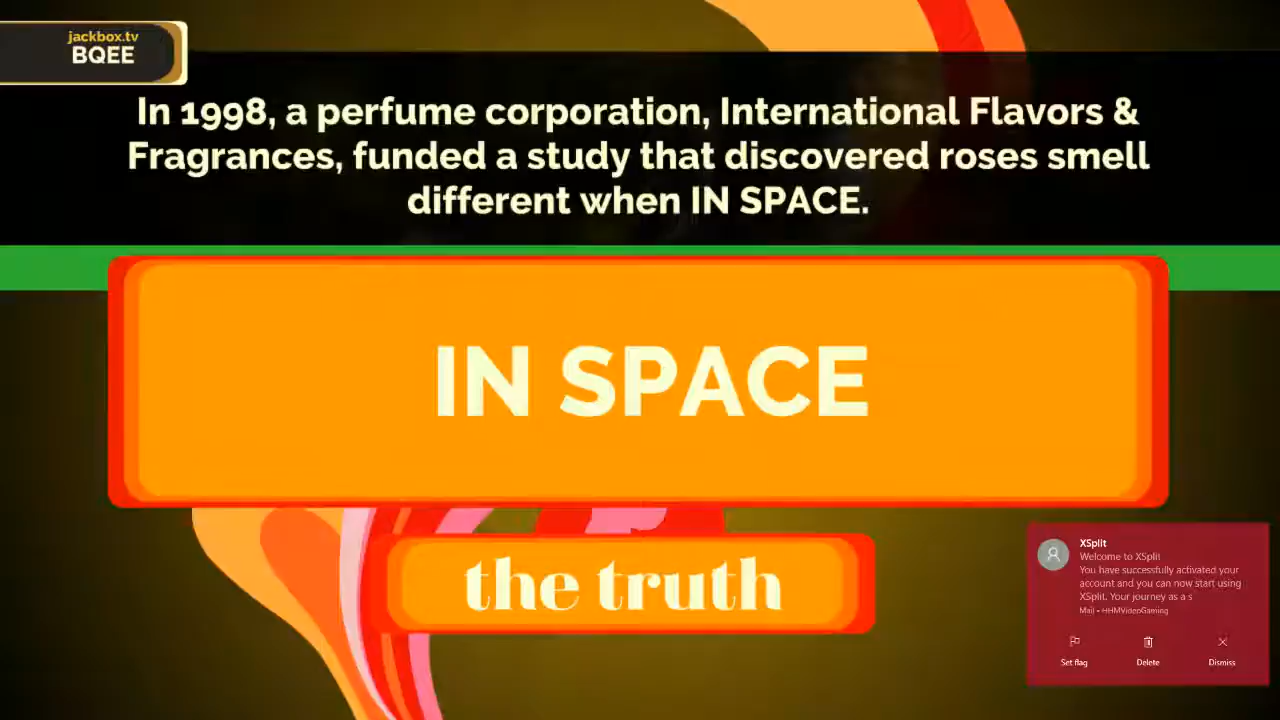 jackbox.tv
BQEE
In 1998, a perfume corporation, International Flavors &
Fragrances, funded a study that discovered roses smell
different when IN SPACE.
IN SPACE
the truth
XSplit
Welcome to XSplit
You have successfully activated your
account and you can now start using
XSplit. Your journey as a s
Mail • HHMVideoGaming
Set flag
Delete
Dismiss